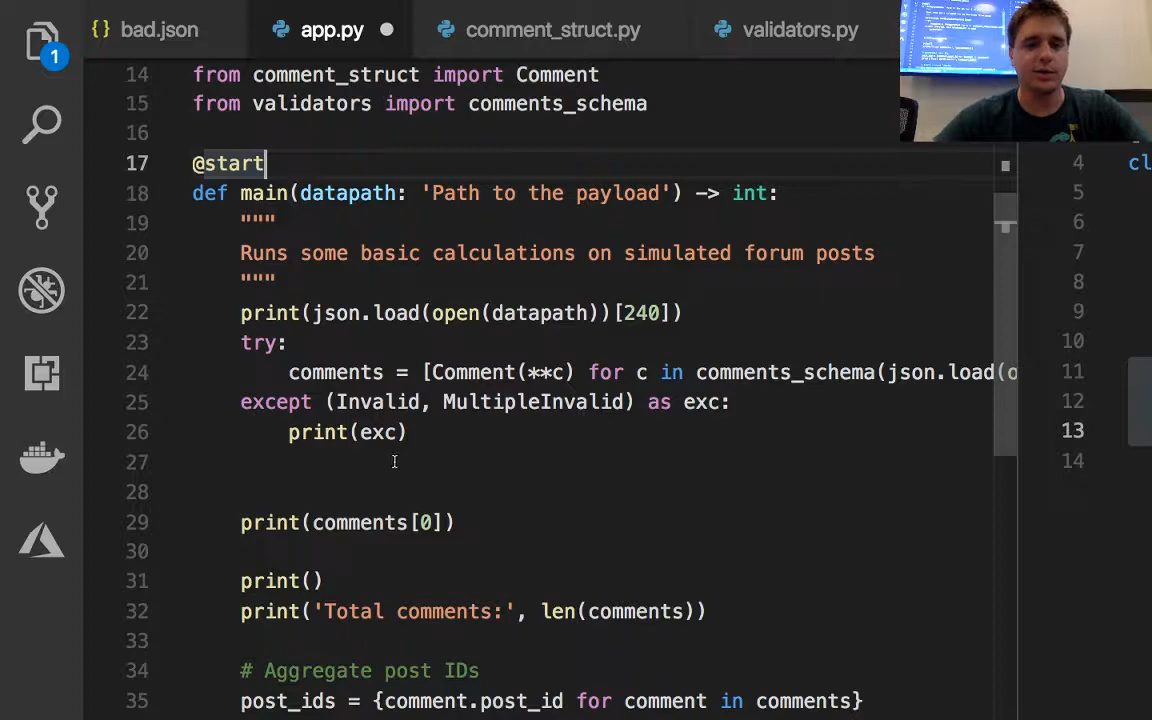 bad.json
app.py
comment_struct.py
validators.py
1
14 from comment_struct import Comment
15 from validators import comments_schema
16
17 @start
18 def main(datapath: 'Path to the payload') -> int:
19 """
20 Runs some basic calculations on simulated forum posts
21 """
22 print(json.load(open(datapath))[240])
23 try:
24 comments = [Comment(**c) for c in comments_schema(json.load(o
25 except (Invalid, MultipleInvalid) as exc:
26 print(exc)
27
28
29 print(comments[0])
30
31 print()
32 print('Total comments:', len(comments))
33
34 # Aggregate post IDs
35 post_ids = {comment.post_id for comment in comments}
4 cl
5
6
7
8
9
10
11
12
13
14